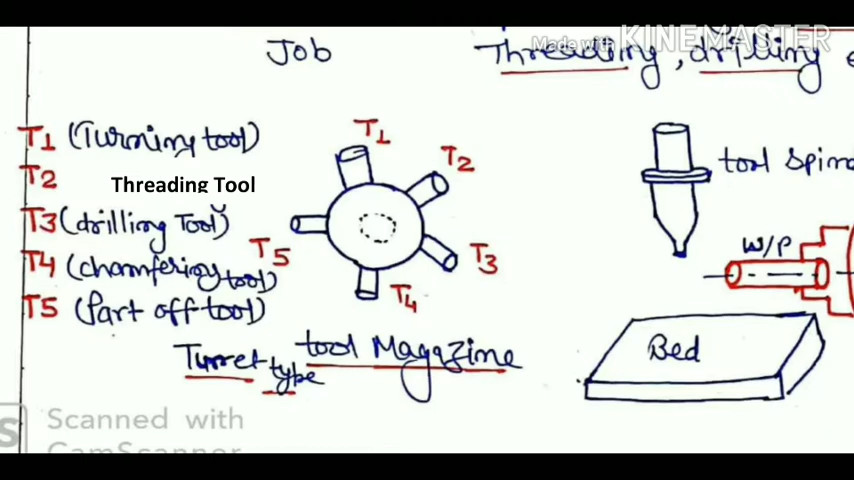 Made with KINEMASTER
Job
Threading, drilling
T1 (Turning tool)
T2 Threading Tool
T3 (drilling Tool)
T4 (chamfering tool)
T5 (Part off tool)
T1
T2
T3
T4
T5
Turret type tool Magazine
tool
W/P
Bed
Scanned with
CamScanner